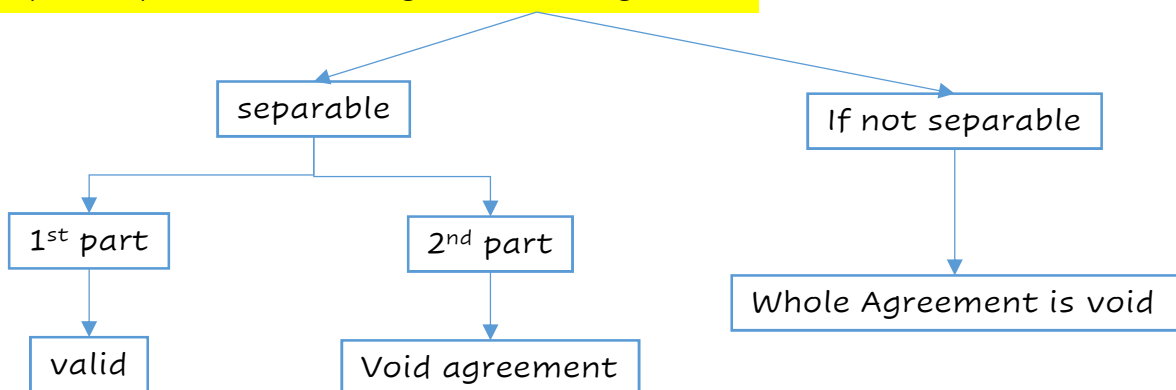 separable
If not separable
1st part
2nd part
Whole Agreement is void
valid
Void agreement